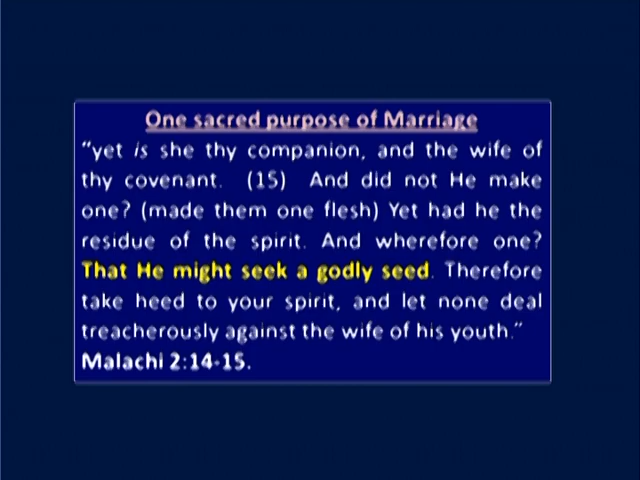 One sacred purpose of Marriage
“yet is she thy companion, and the wife of
thy covenant. (15) And did not He make
one? (made them one flesh) Yet had he the
residue of the spirit. And wherefore one?
That He might seek a godly seed. Therefore
take heed to your spirit, and let none deal
treacherously against the wife of his youth.”
Malachi 2:14-15.